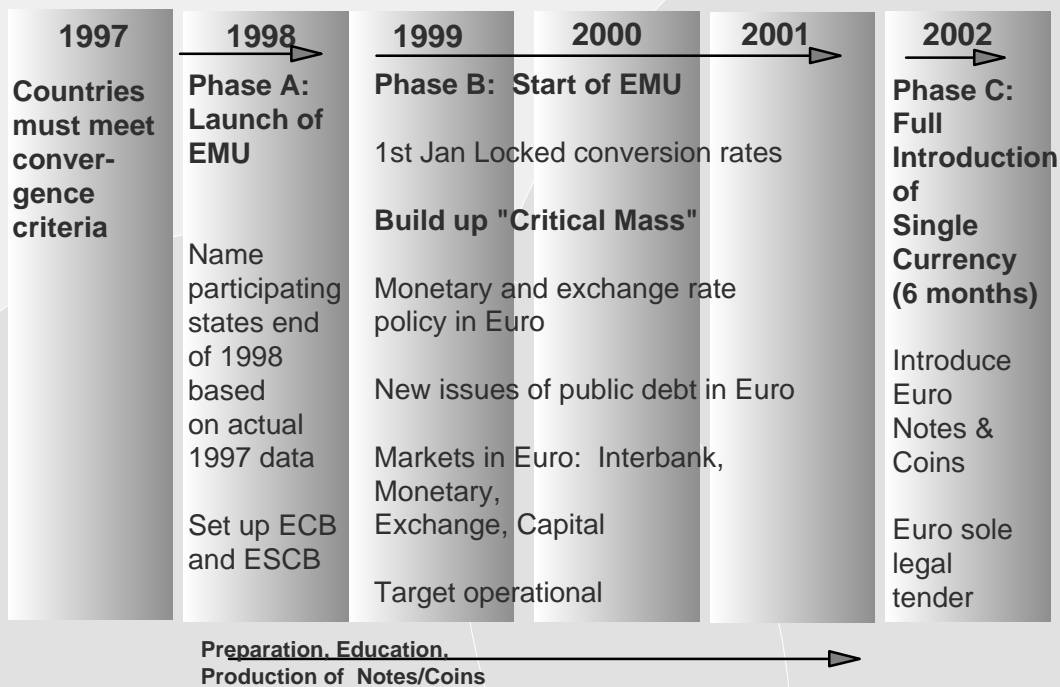 1997
Countries
must meet
conver-
gence
criteria
1998
Phase A:
Launch of
EMU
Name
participating
states end
of 1998
based
on actual
1997 data
Set up ECB
and ESCB
1999 2000 2001
Phase B: Start of EMU
1st Jan Locked conversion rates
Build up "Critical Mass"
Monetary and exchange rate
policy in Euro
New issues of public debt in Euro
Markets in Euro: Interbank,
Monetary,
Exchange, Capital
Target operational
2002
Phase C:
Full
Introduction
of
Single
Currency
(6 months)
Introduce
Euro
Notes &
Coins
Euro sole
legal
tender
Preparation, Education,
Production of Notes/Coins